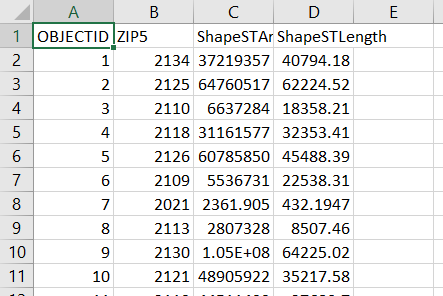 A B C D E
1 OBJECTID ZIP5 ShapeSTAr ShapeSTLength
2 1 2134 37219357 40794.18
3 2 2125 64760517 62224.52
4 3 2110 6637284 18358.21
5 4 2118 31161577 32353.41
6 5 2126 60785850 45488.39
7 6 2109 5536731 22538.31
8 7 2021 2361.905 432.1947
9 8 2113 2807328 8507.46
10 9 2130 1.05E+08 64225.02
11 10 2121 48905922 35217.58